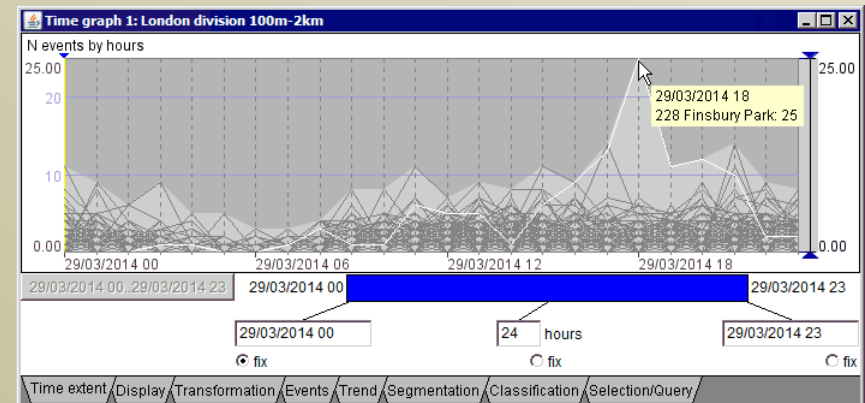 Time graph 1: London division 100m-2km
N events by hours
25.00
25.00
20
29/03/2014 18
228 Finsbury Park: 25
10
0.00
0.00
29/03/2014 00
29/03/2014 06
29/03/2014 12
29/03/2014 18
29/03/2014 00..29/03/2014 23
29/03/2014 00
29/03/2014 23
29/03/2014 00
24 hours
29/03/2014 23
fix
fix
fix
Time extent Display Transformation Events Trend Segmentation Classification Selection/Query